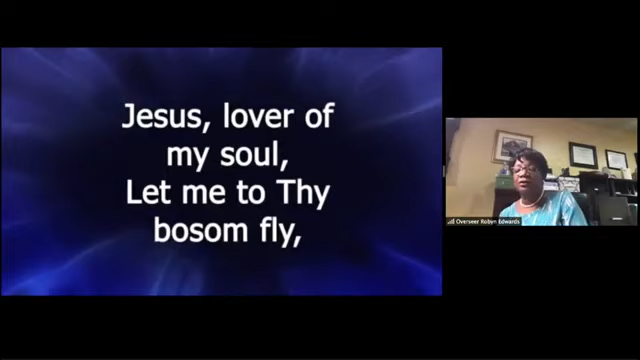 Jesus, lover of
my soul,
Let me to Thy
bosom fly,
Overseer Robyn Edwards